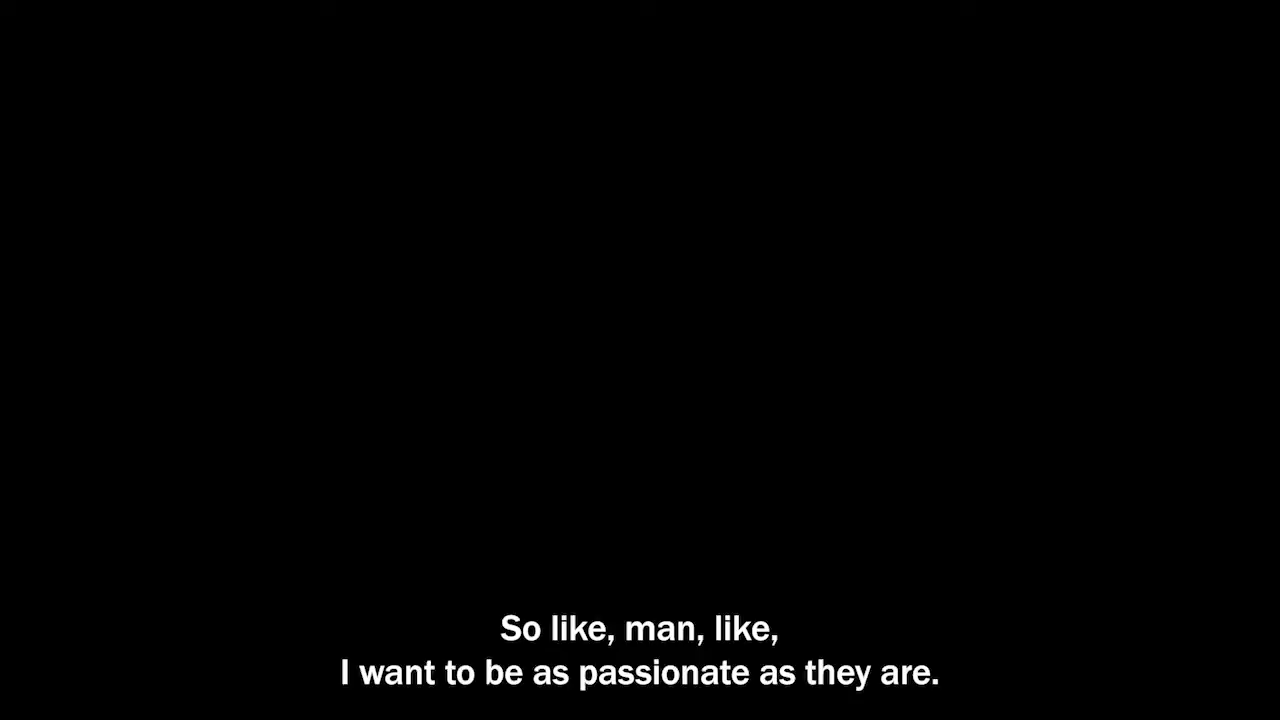 So like, man, like,
I want to be as passionate as they are.